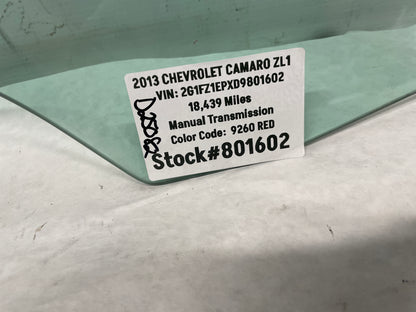 2013 CHEVROLET CAMARO ZL1
VIN: 2G1FZ1EPXD9801602
18,439 Miles
Manual Transmission
Color Code: 9260 RED
Stock#801602